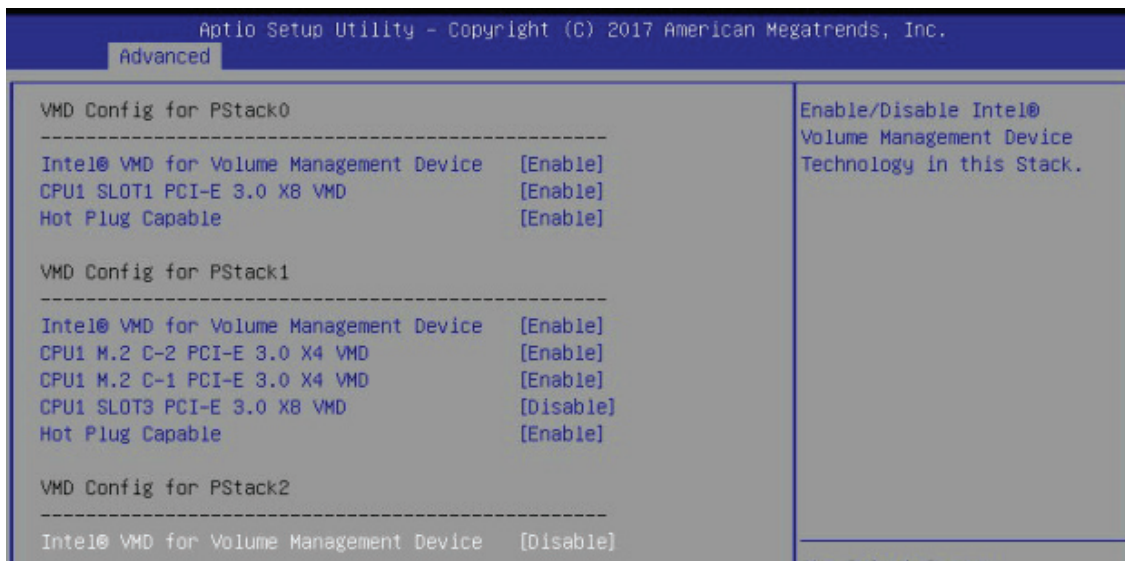 Aptio Setup Utility – Copyright (C) 2017 American Megatrends, Inc.
Advanced
VMD Config for PStack0
--------------------------------------------------
Intel® VMD for Volume Management Device [Enable]
CPU1 SLOT1 PCI-E 3.0 X8 VMD [Enable]
Hot Plug Capable [Enable]
VMD Config for PStack1
--------------------------------------------------
Intel® VMD for Volume Management Device [Enable]
CPU1 M.2 C-2 PCI-E 3.0 X4 VMD [Enable]
CPU1 M.2 C-1 PCI-E 3.0 X4 VMD [Enable]
CPU1 SLOT3 PCI-E 3.0 X8 VMD [Disable]
Hot Plug Capable [Enable]
VMD Config for PStack2
--------------------------------------------------
Intel® VMD for Volume Management Device [Disable]
Enable/Disable Intel®
Volume Management Device
Technology in this Stack.